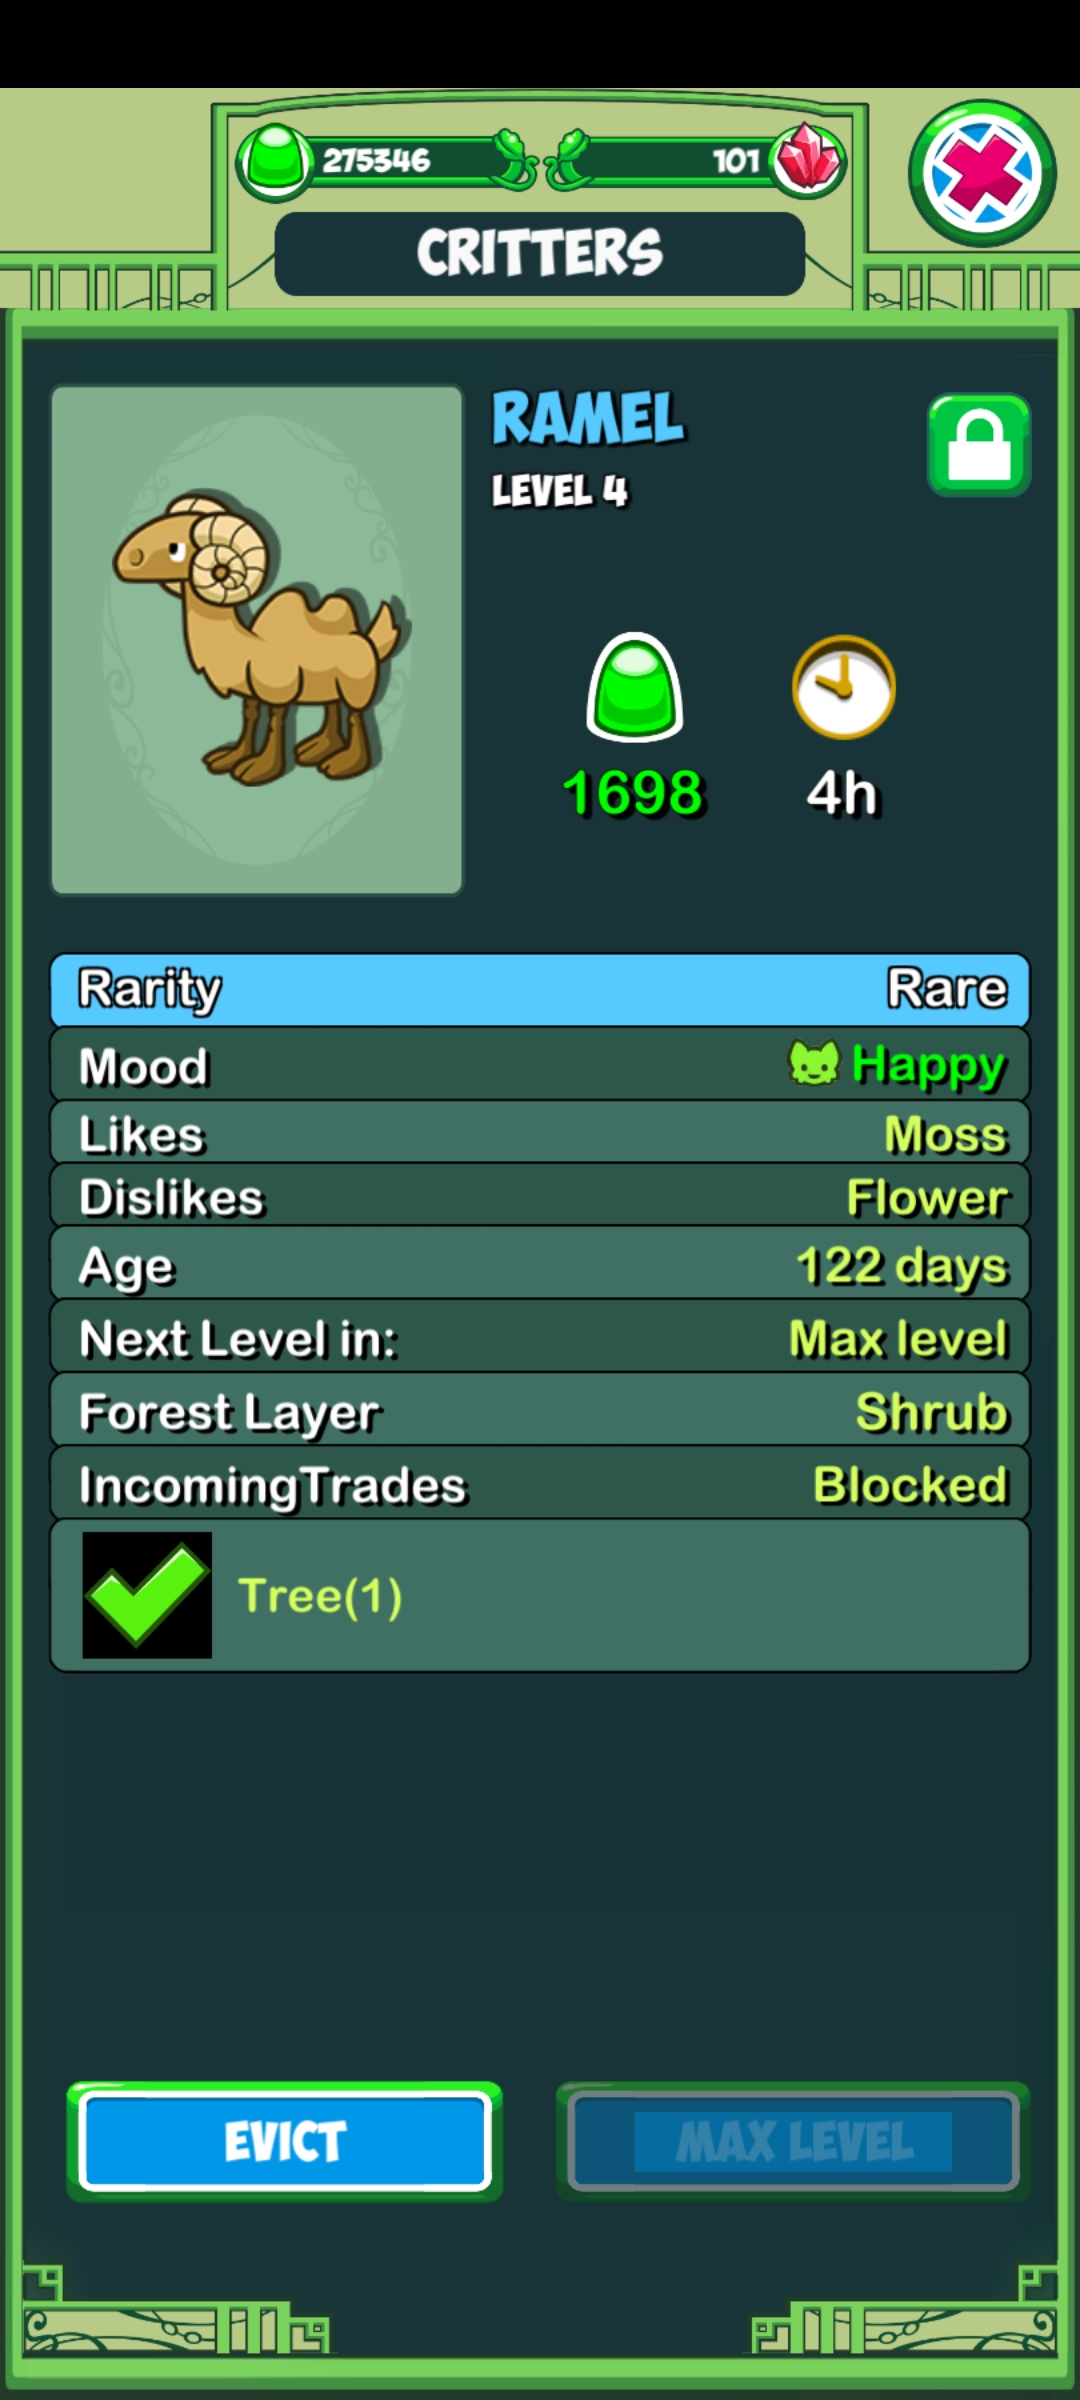 275346
101
CRITTERS
RAMEL
LEVEL 4
1698
4h
Rarity Rare
Mood Happy
Likes Moss
Dislikes Flower
Age 122 days
Next Level in: Max level
Forest Layer Shrub
IncomingTrades Blocked
Tree(1)
EVICT
MAX LEVEL